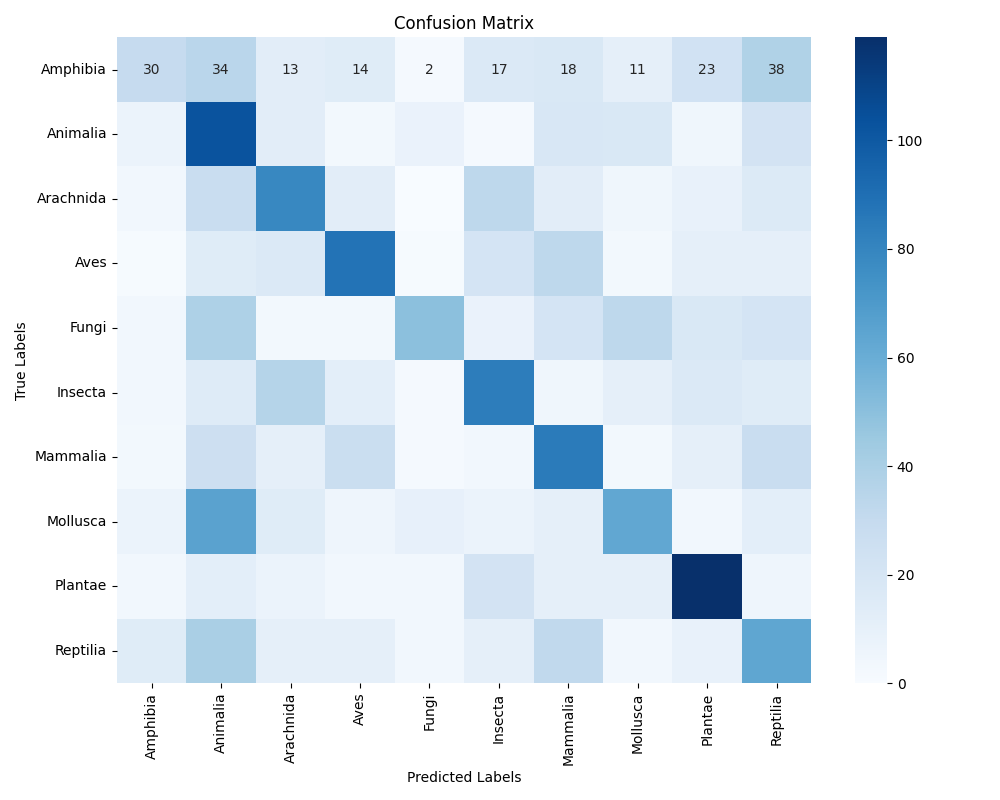 Confusion Matrix
Amphibia 30 34 13 14 2 17 18 11 23 38
Animalia
Arachnida
Aves
Fungi
Insecta
Mammalia
Mollusca
Plantae
Reptilia
True Labels
Amphibia Animalia Arachnida Aves Fungi Insecta Mammalia Mollusca Plantae Reptilia
Predicted Labels
100
80
60
40
20
0